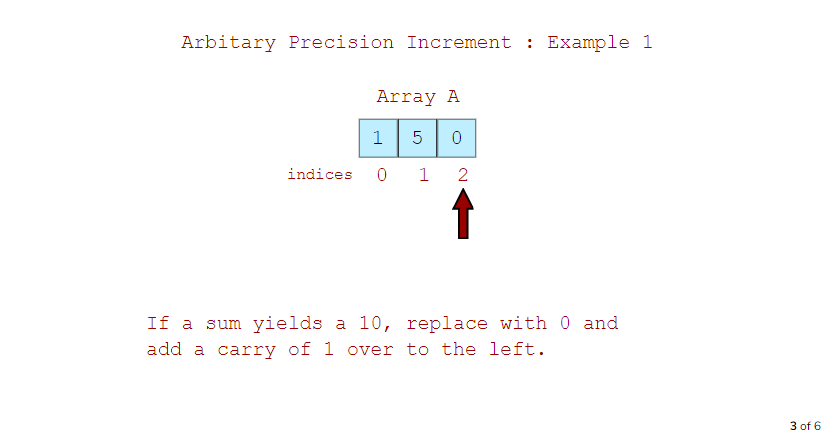 Arbitary Precision Increment : Example 1
Array A
1 5 0
indices 0 1 2
If a sum yields a 10, replace with 0 and
add a carry of 1 over to the left.
3 of 6